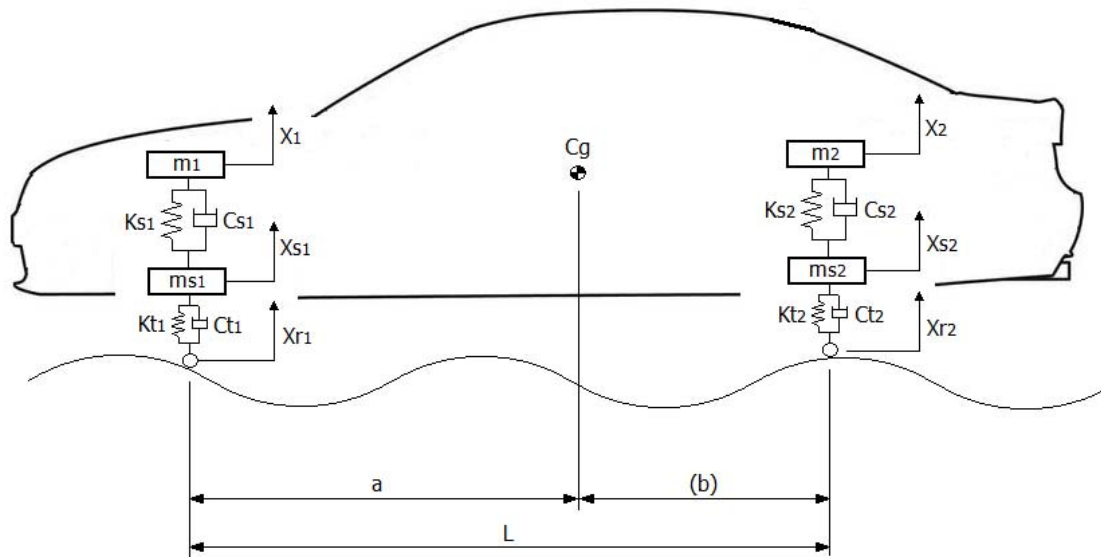 X1
X2
m1
m2
Cg
Ks1
Cs1
Ks2
Cs2
Xs1
Xs2
ms1
ms2
Kt1
Ct1
Xr1
Kt2
Ct2
Xr2
a
(b)
L